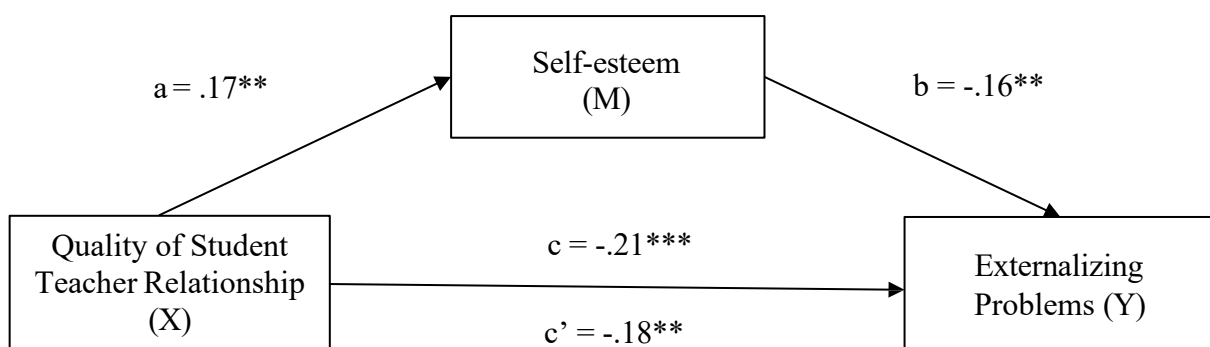 Self-esteem
(M)
a = .17**
b = -.16**
Quality of Student
Teacher Relationship
(X)
c = -.21***
c’ = -.18**
Externalizing
Problems (Y)